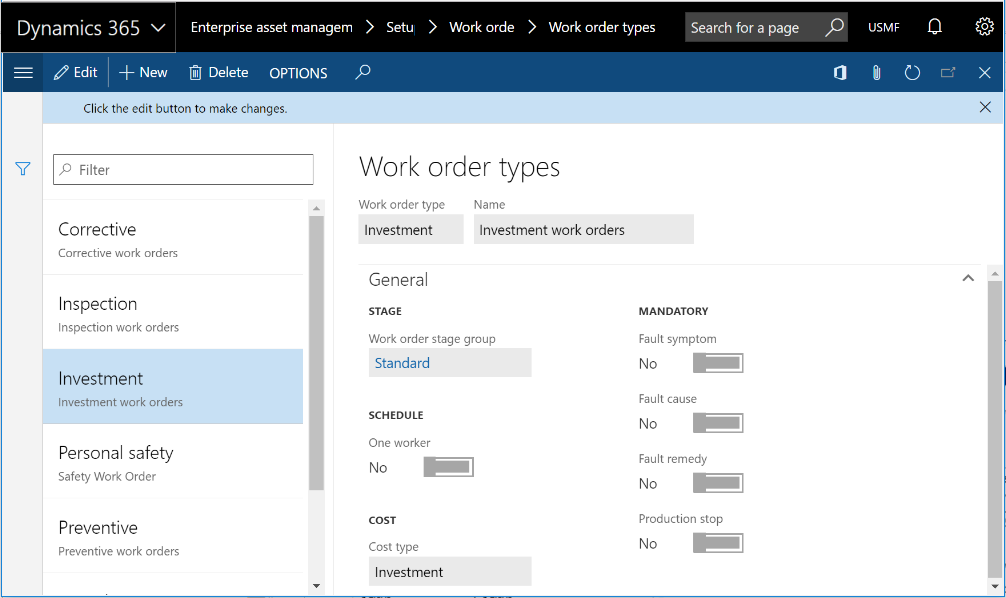 Dynamics 365 Enterprise asset managem Setu Work orde Work order types Search for a page USMF
Edit New Delete OPTIONS
Click the edit button to make changes.
Filter
Corrective
Corrective work orders
Inspection
Inspection work orders
Investment
Investment work orders
Personal safety
Safety Work Order
Preventive
Preventive work orders
Work order types
Work order type Name
Investment Investment work orders
General
STAGE
Work order stage group
Standard
SCHEDULE
One worker
No
COST
Cost type
Investment
MANDATORY
Fault symptom
No
Fault cause
No
Fault remedy
No
Production stop
No